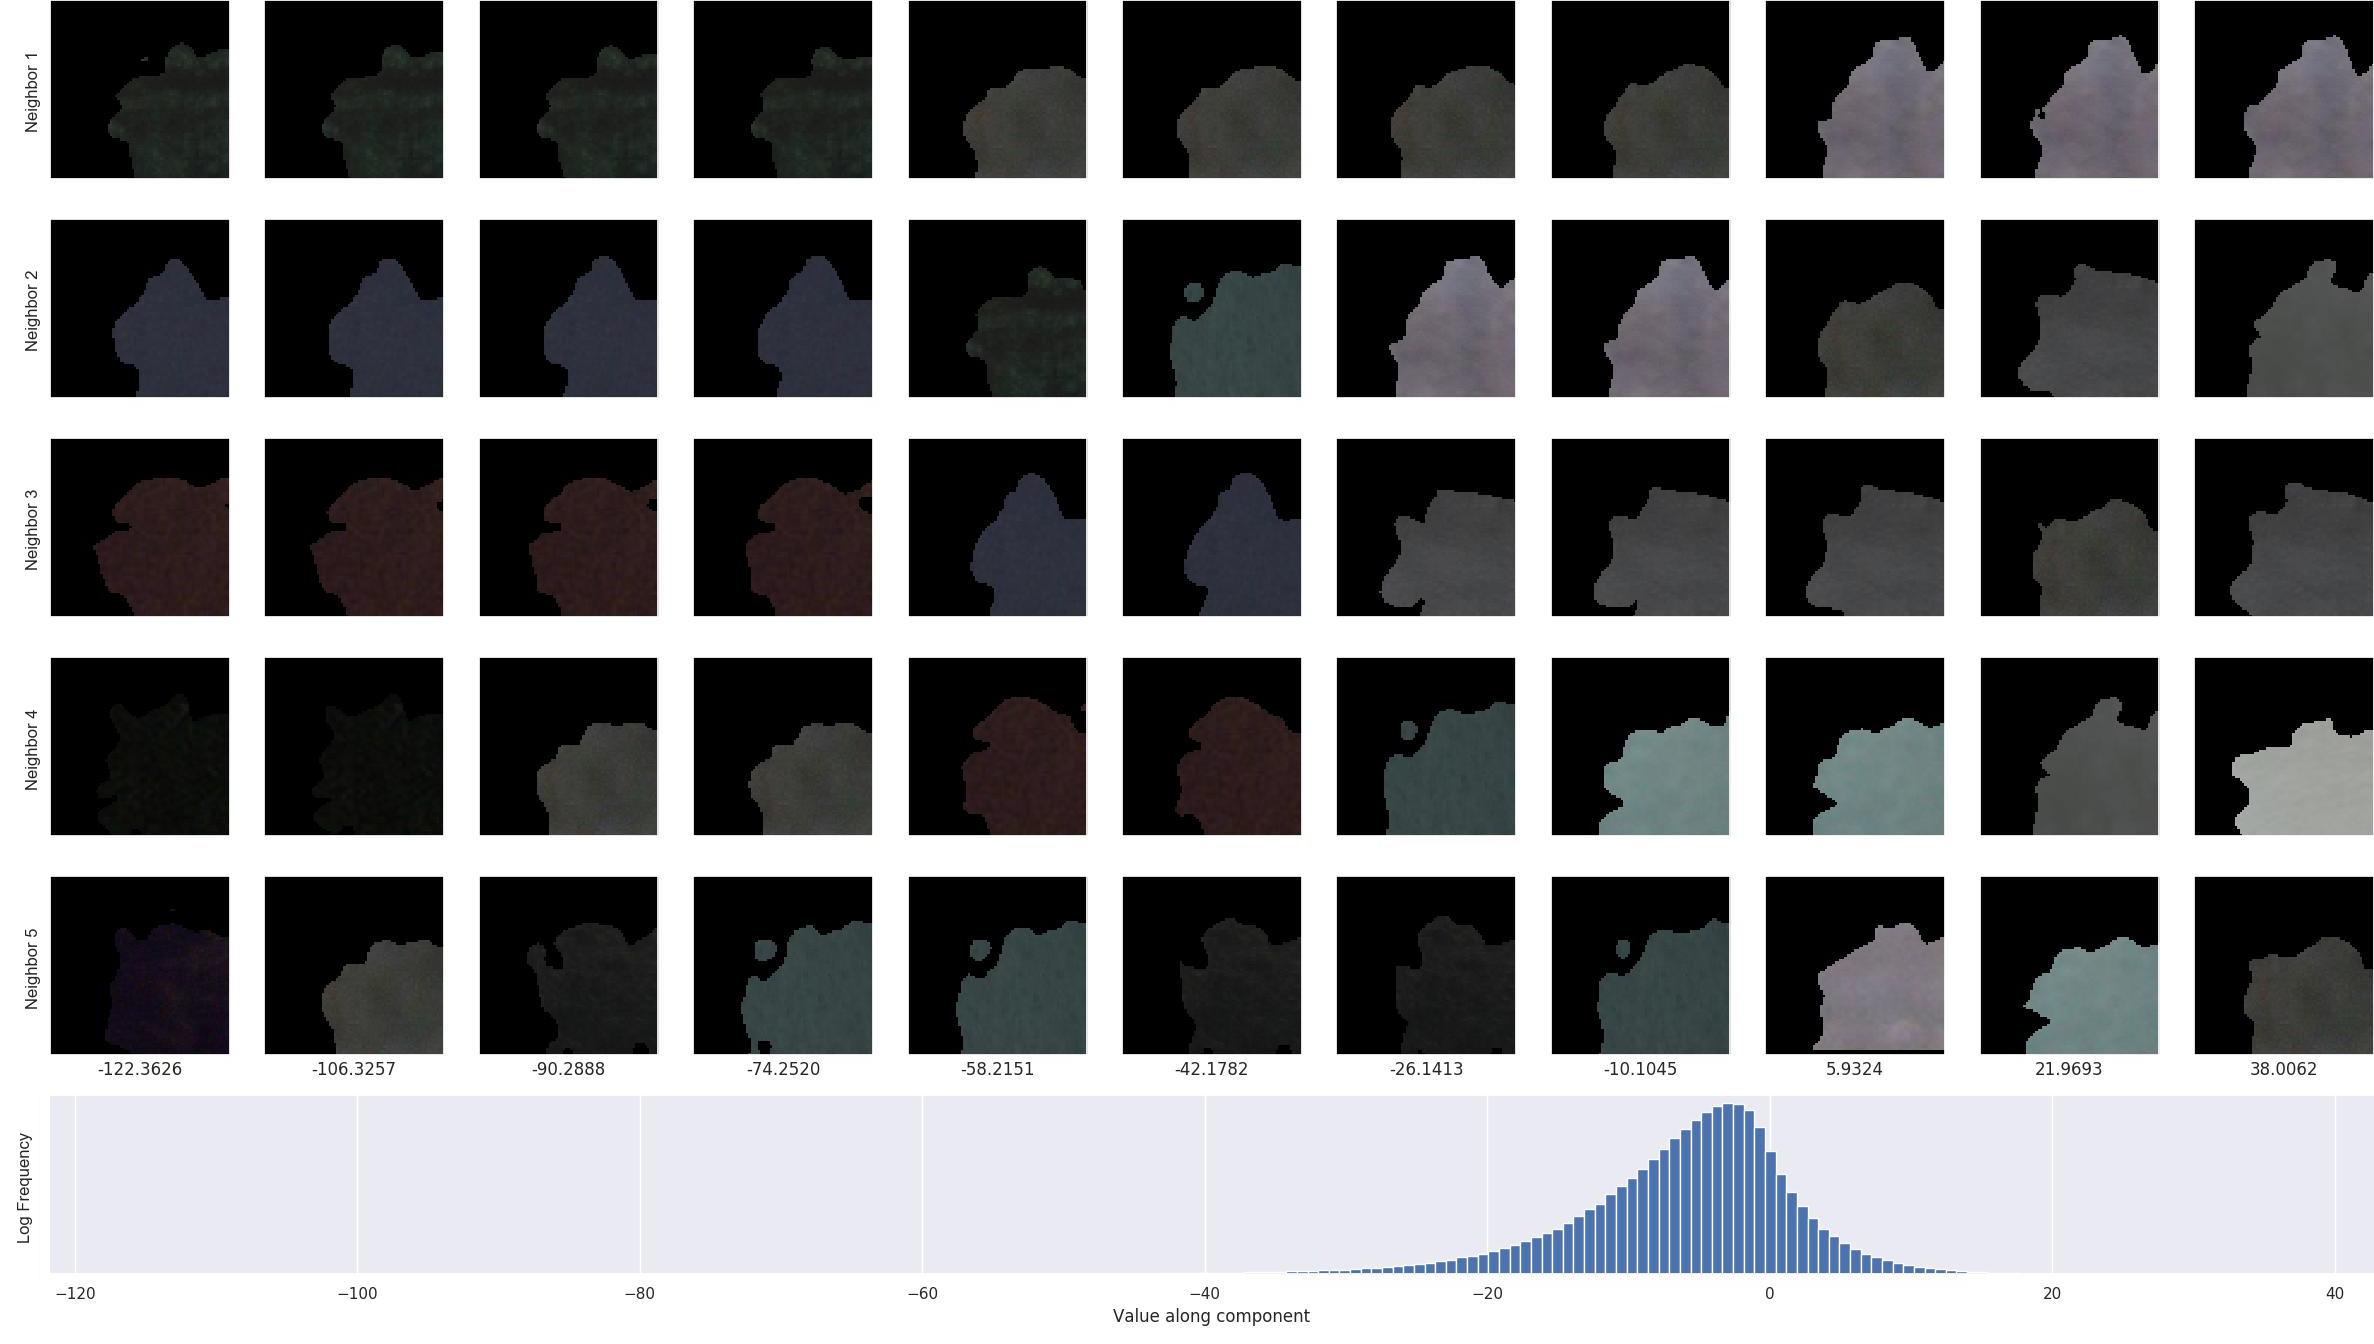 Neighbor 1
Neighbor 2
Neighbor 3
Neighbor 4
Neighbor 5
-122.3626 -106.3257 -90.2888 -74.2520 -58.2151 -42.1782 -26.1413 -10.1045 5.9324 21.9693 38.0062
Log Frequency
−120 −100 −80 −60 −40 −20 0 20 40
Value along component